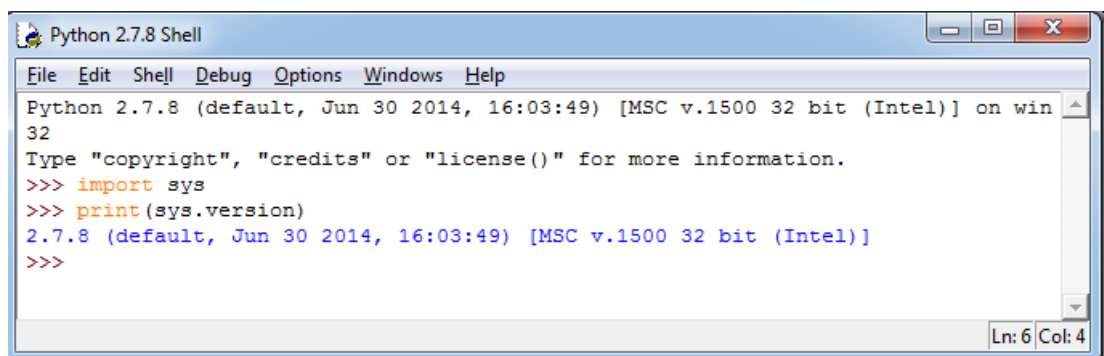 Python 2.7.8 Shell
File Edit Shell Debug Options Windows Help
Python 2.7.8 (default, Jun 30 2014, 16:03:49) [MSC v.1500 32 bit (Intel)] on win
32
Type "copyright", "credits" or "license()" for more information.
>>> import sys
>>> print(sys.version)
2.7.8 (default, Jun 30 2014, 16:03:49) [MSC v.1500 32 bit (Intel)]
>>>
Ln: 6 Col: 4